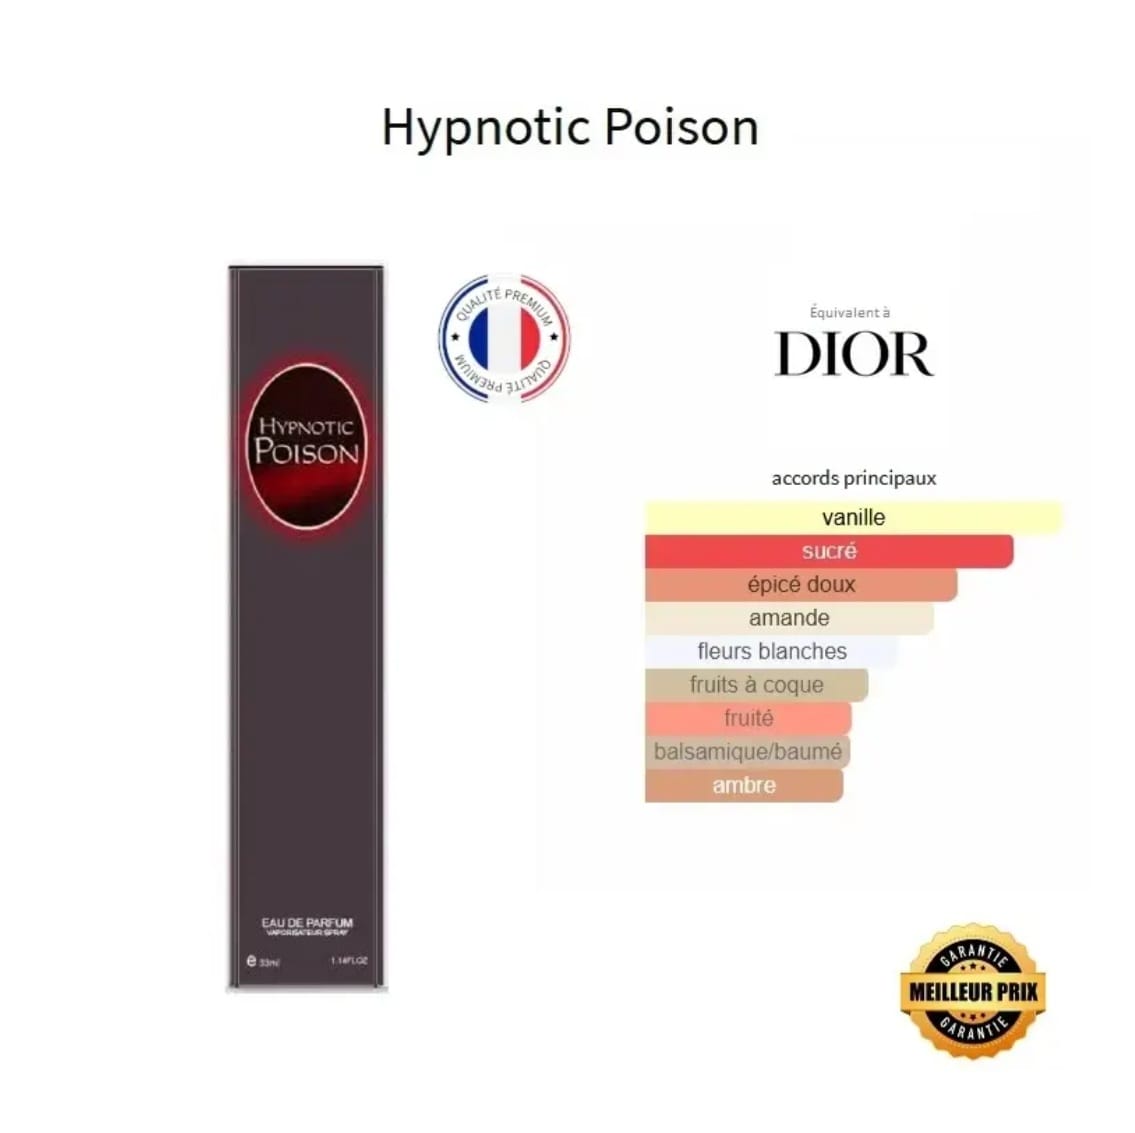 Hypnotic Poison
HYPNOTIC
POISON
EAU DE PARFUM
VAPORISATEUR SPRAY
e 33ml
QUALITÉ PREMIUM
QUALITÉ PREMIUM
Équivalent à
DIOR
accords principaux
vanille
sucré
épicé doux
amande
fleurs blanches
fruits à coque
fruité
balsamique/baumé
ambre
GARANTIE
MEILLEUR PRIX
GARANTIE